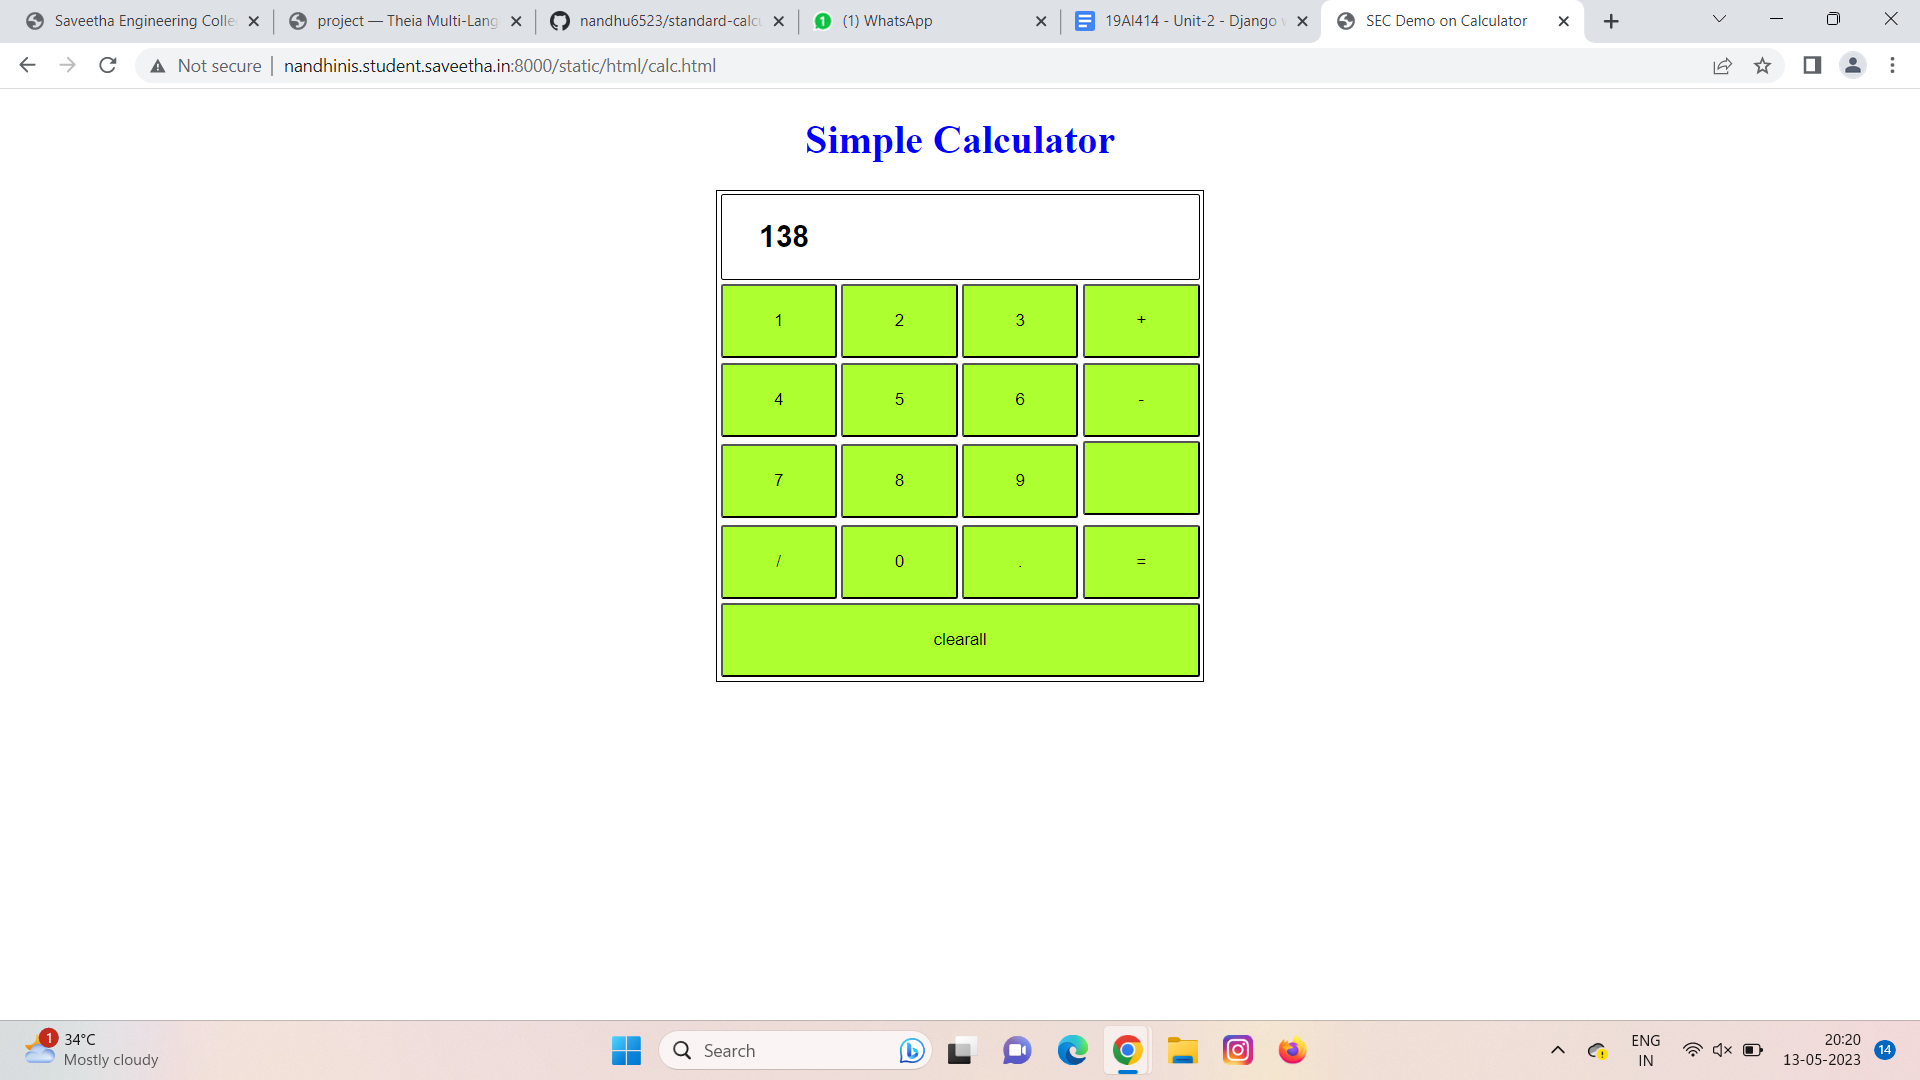 Saveetha Engineering Colle
project — Theia Multi-Lang
nandhu6523/standard-calcu
(1) WhatsApp
19AI414 - Unit-2 - Django w
SEC Demo on Calculator
Not secure | nandhinis.student.saveetha.in:8000/static/html/calc.html
Simple Calculator
138
1 2 3 +
4 5 6 -
7 8 9
/ 0 . =
clearall
1
34°C
Mostly cloudy
Search
ENG
IN
20:20
13-05-2023
14